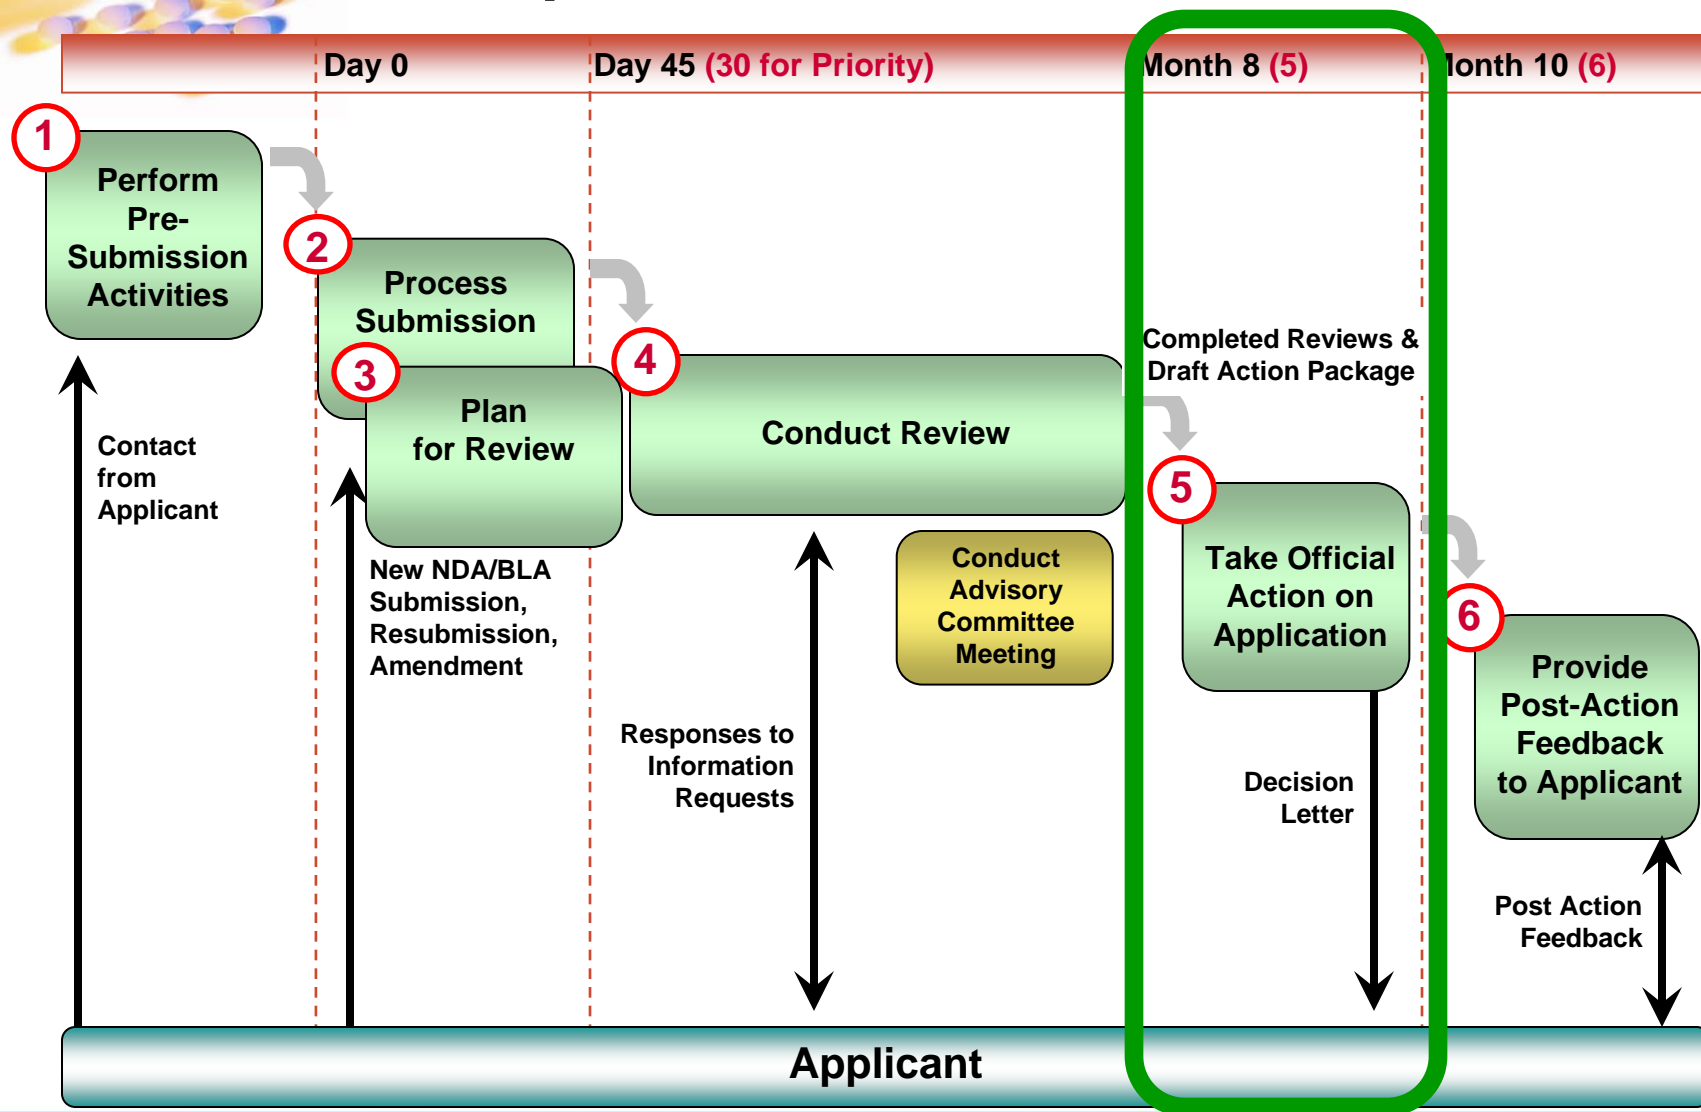 Day 0
Day 45 (30 for Priority)
Month 8 (5)
Month 10 (6)
1
Perform
Pre-
Submission
Activities
2
Process
Submission
3
Plan
for Review
4
Conduct Review
Completed Reviews &
Draft Action Package
5
Take Official
Action on
Application
6
Provide
Post-Action
Feedback
to Applicant
Conduct
Advisory
Committee
Meeting
Contact
from
Applicant
New NDA/BLA
Submission,
Resubmission,
Amendment
Responses to
Information
Requests
Decision
Letter
Post Action
Feedback
Applicant